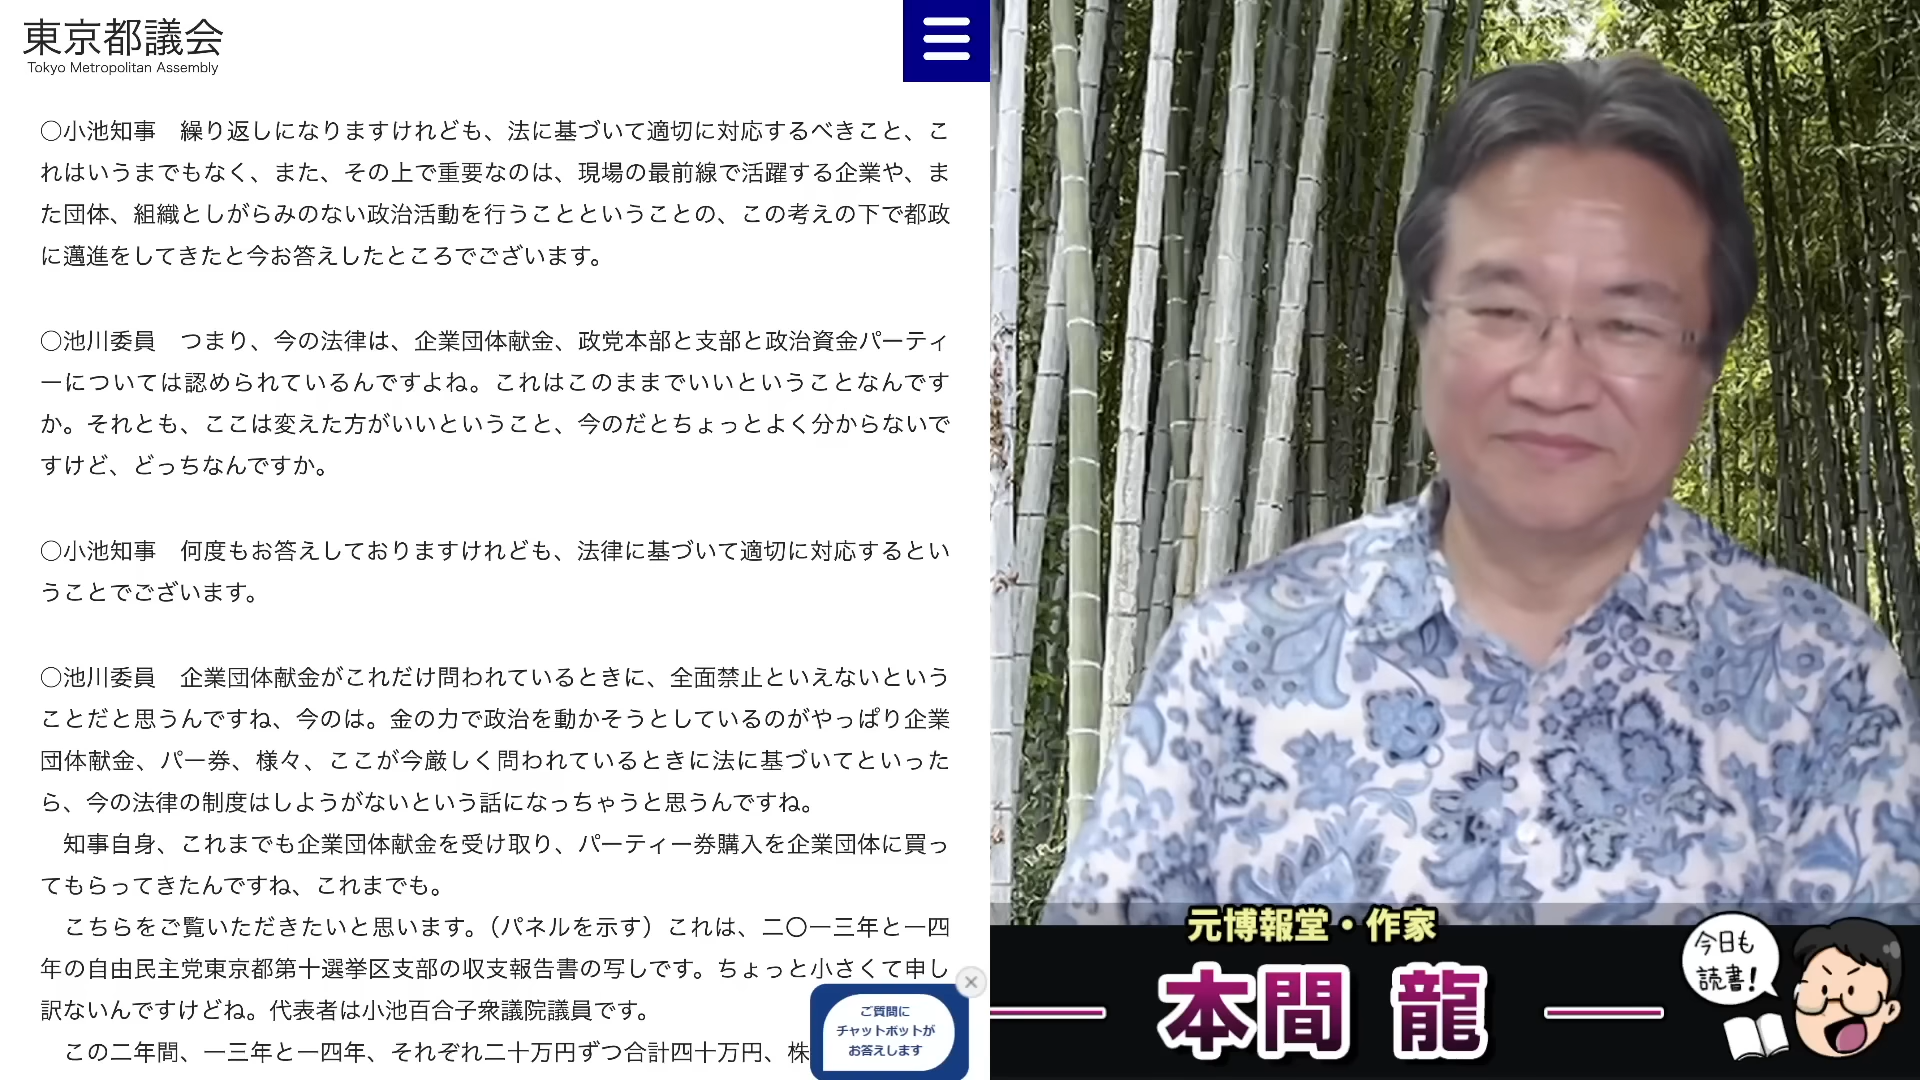 東京都議会
Tokyo Metropolitan Assembly
○小池知事　繰り返しになりますけれども、法に基づいて適切に対応するべきこと、こ
れはいうまでもなく、また、その上で重要なのは、現場の最前線で活躍する企業や、ま
た団体、組織としがらみのない政治活動を行うことということの、この考えの下で都政
に邁進をしてきたと今お答えしたところでございます。
○池川委員　つまり、今の法律は、企業団体献金、政党本部と支部と政治資金パーティ
ーについては認められているんですよね。これはこのままでいいということなんです
か。それとも、ここは変えた方がいいということ、今のだとちょっとよく分からないで
すけど、どっちなんですか。
○小池知事　何度もお答えしておりますけれども、法律に基づいて適切に対応するとい
うことでございます。
○池川委員　企業団体献金がこれだけ問われているときに、全面禁止といえないという
ことだと思うんですね、今のは。金の力で政治を動かそうとしているのがやっぱり企業
団体献金、パー券、様々、ここが今厳しく問われているときに法に基づいてといった
ら、今の法律の制度はしようがないという話になっちゃうと思うんですね。
　知事自身、これまでも企業団体献金を受け取り、パーティー券購入を企業団体に買っ
てもらってきたんですね、これまでも。
　こちらをご覧いただきたいと思います。（パネルを示す）これは、二〇一三年と一四
年の自由民主党東京都第十選挙区支部の収支報告書の写しです。ちょっと小さくて申し
訳ないんですけどね。代表者は小池百合子衆議院議員です。
　この二年間、一三年と一四年、それぞれ二十万円ずつ合計四十万円、株
ご質問に
チャットボットが
お答えします
元博報堂・作家
本間 龍
今日も
読書!